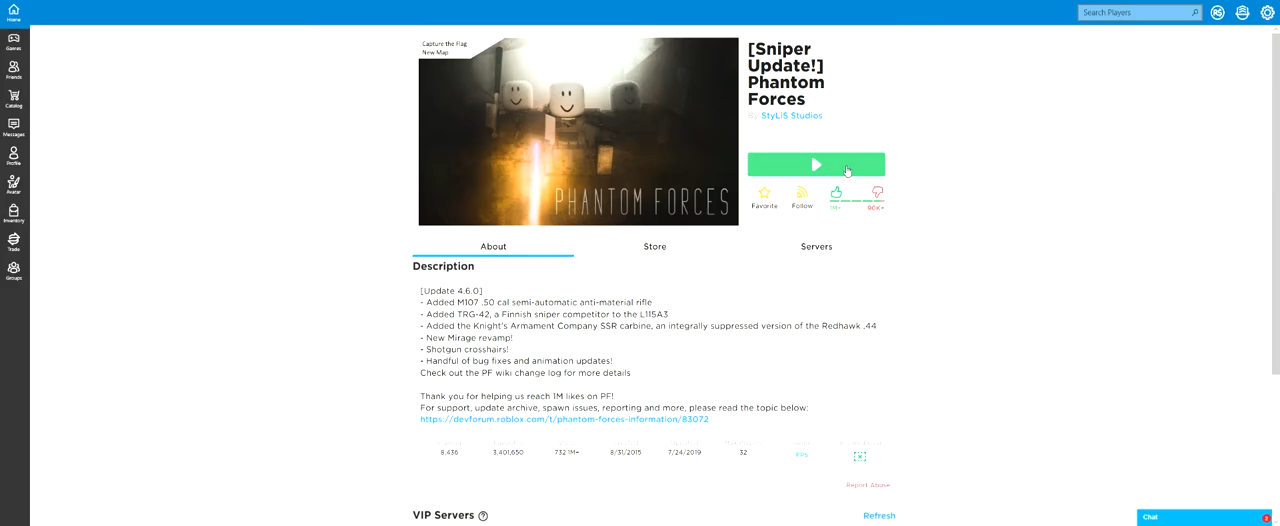 Home
Search Players
Games
Friends
Catalog
Messages
Profile
Avatar
Inventory
Trade
Groups
Capture the Flag
New Map
PHANTOM FORCES
[Sniper
Update!]
Phantom
Forces
By StyLiS Studios
Favorite
Follow
1M+
90K+
About
Store
Servers
Description
[Update 4.6.0]
- Added M107 .50 cal semi-automatic anti-material rifle
- Added TRG-42, a Finnish sniper competitor to the L115A3
- Added the Knight's Armament Company SSR carbine, an integrally suppressed version of the Redhawk .44
- New Mirage revamp!
- Shotgun crosshairs!
- Handful of bug fixes and animation updates!
Check out the PF wiki change log for more details
Thank you for helping us reach 1M likes on PF!
For support, update archive, spawn issues, reporting and more, please read the topic below:
https://devforum.roblox.com/t/phantom-forces-information/83072
8,436
3,401,650
732.1M+
8/31/2015
7/24/2019
32
FPS
Report Abuse
VIP Servers
Refresh
Chat